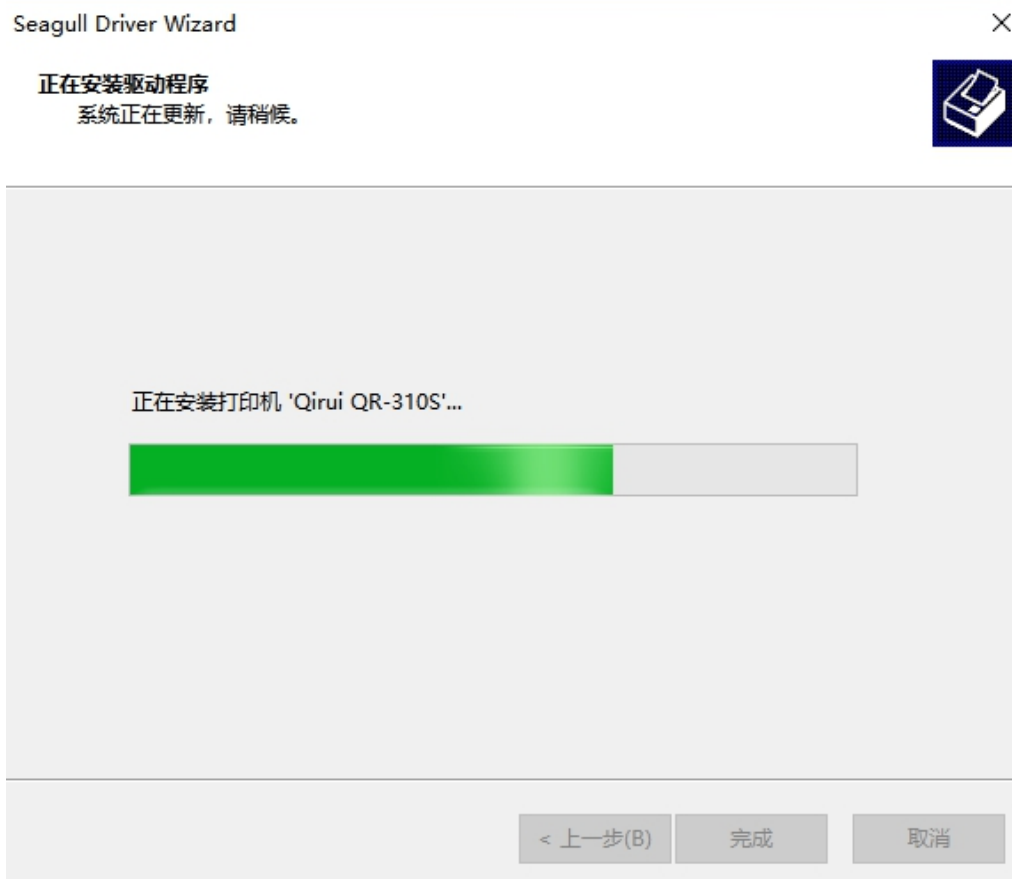 Seagull Driver Wizard
正在安装驱动程序
系统正在更新，请稍候。
正在安装打印机 'Qirui QR-310S'...
< 上一步(B)
完成
取消